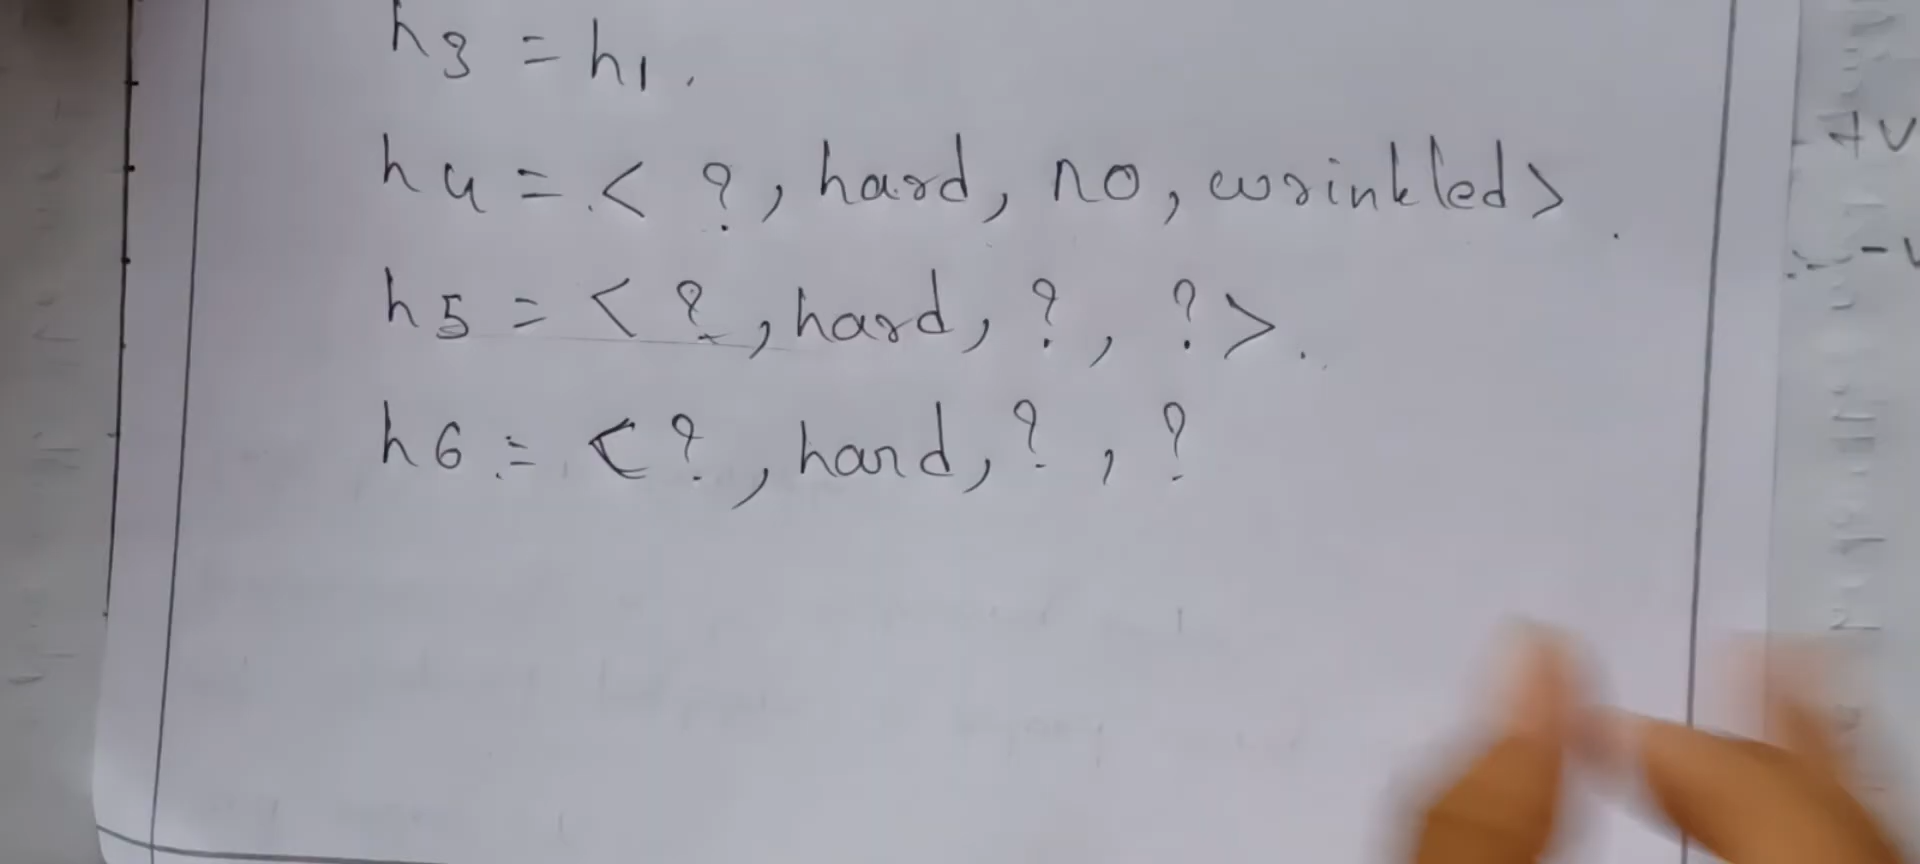 h3 = h1.
h4 = < ?, hard, no, wrinkled>.
h5 = < ?, hard, ?, ?>.
h6 = < ?, hard, ?, ?